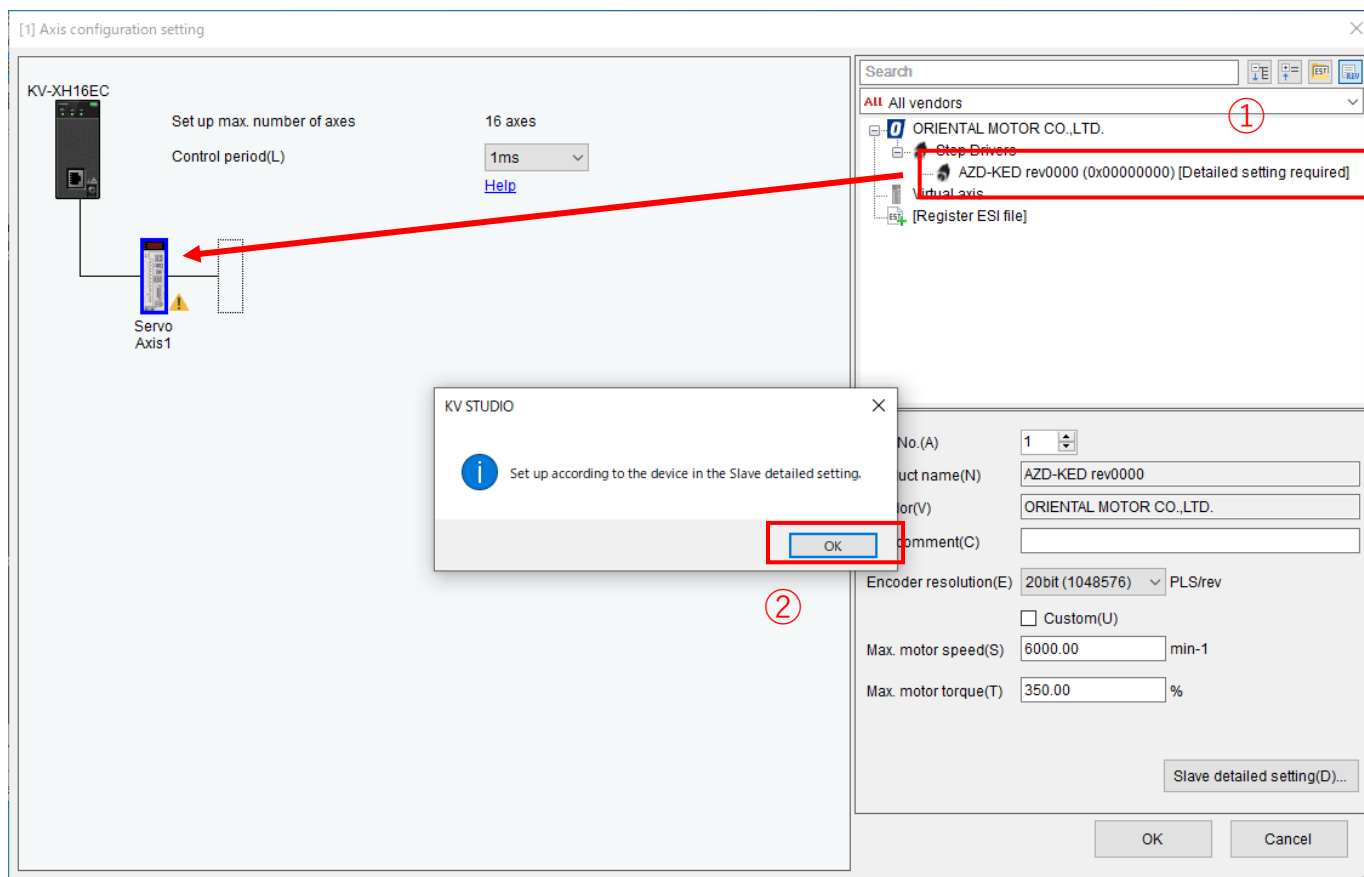 [1] Axis configuration setting
KV-XH16EC
Set up max. number of axes 16 axes
Control period(L) 1ms
Help
Servo
Axis1
Search
EST
REV
All All vendors
①
ORIENTAL MOTOR CO.,LTD.
Step Drivers
AZD-KED rev0000 (0x00000000) [Detailed setting required]
Virtual axis
[Register ESI file]
KV STUDIO
Set up according to the device in the Slave detailed setting.
OK
②
No.(A) 1
uct name(N) AZD-KED rev0000
lor(V) ORIENTAL MOTOR CO.,LTD.
comment(C)
Encoder resolution(E) 20bit (1048576) PLS/rev
Custom(U)
Max. motor speed(S) 6000.00 min-1
Max. motor torque(T) 350.00 %
Slave detailed setting(D)...
OK Cancel